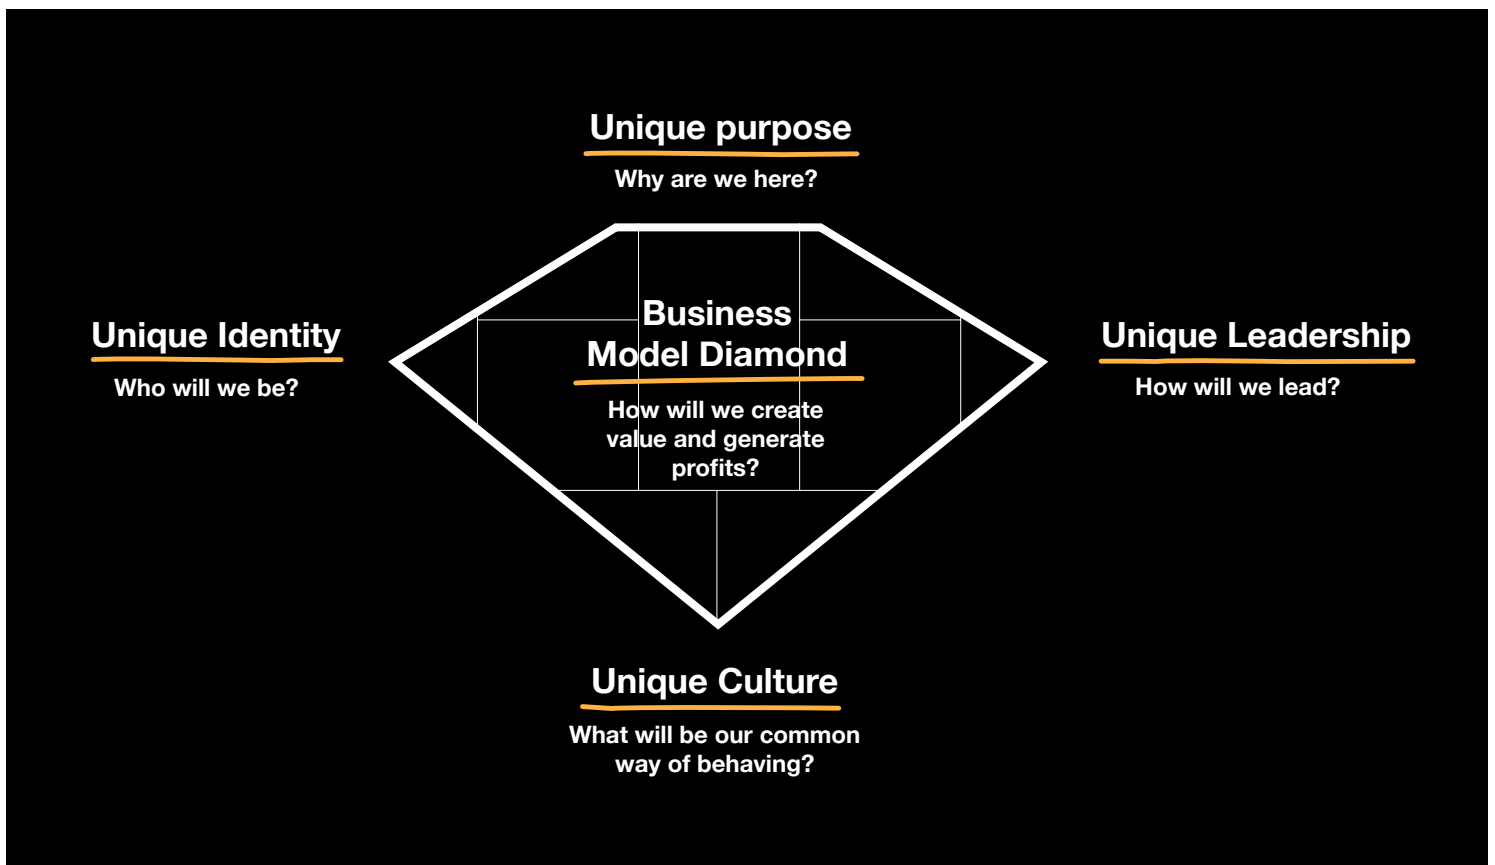 Unique purpose
Why are we here?
Unique Identity
Who will we be?
Business
Model Diamond
How will we create
value and generate
profits?
Unique Leadership
How will we lead?
Unique Culture
What will be our common
way of behaving?